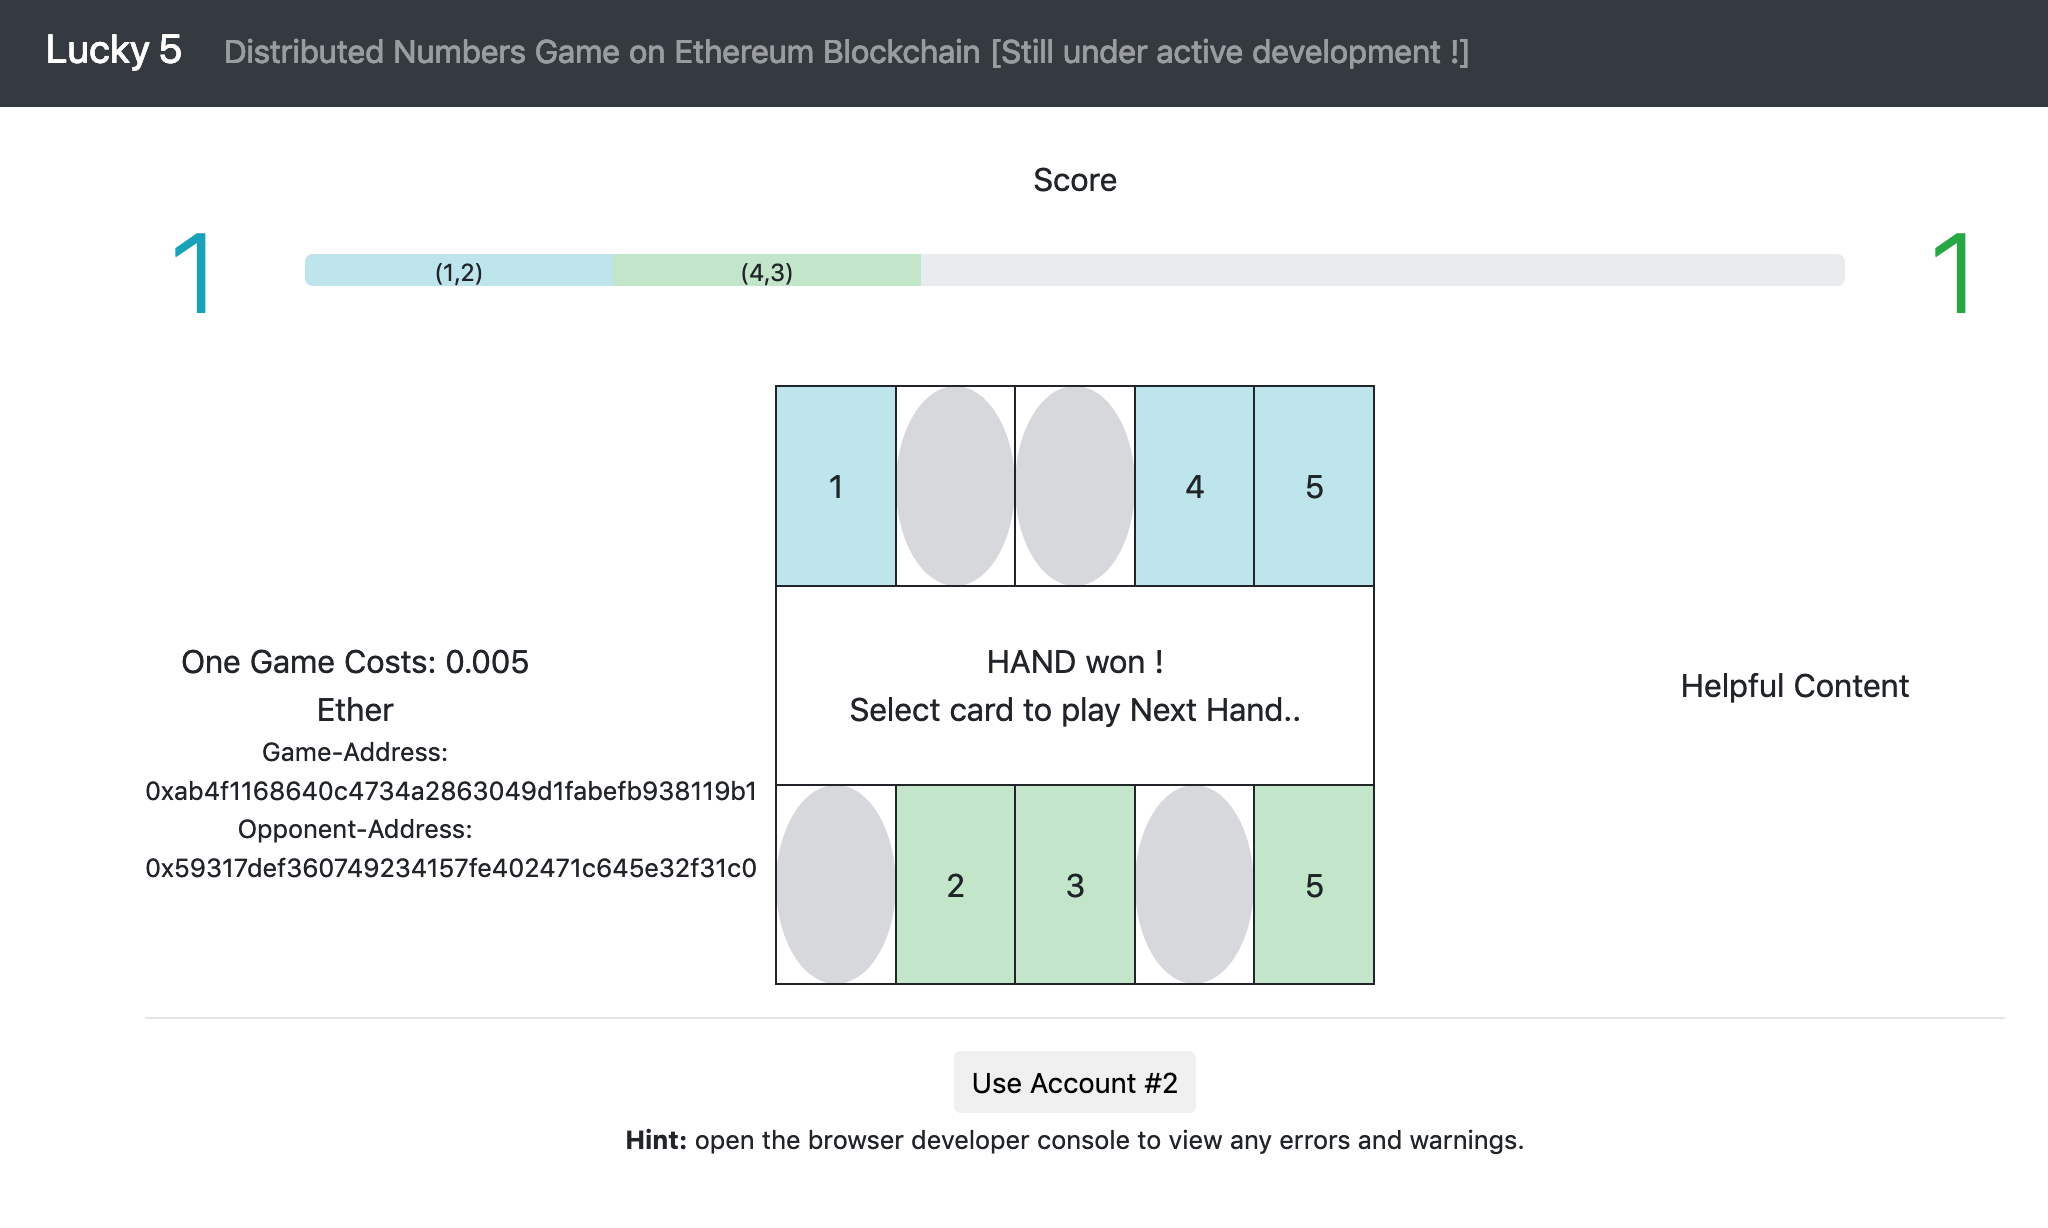 Lucky 5 Distributed Numbers Game on Ethereum Blockchain [Still under active development !]
Score
1 (1,2) (4,3) 1
1 4 5
One Game Costs: 0.005
Ether
Game-Address:
0xab4f1168640c4734a2863049d1fabefb938119b1
Opponent-Address:
0x59317def360749234157fe402471c645e32f31c0
HAND won !
Select card to play Next Hand..
Helpful Content
2 3 5
Use Account #2
Hint: open the browser developer console to view any errors and warnings.